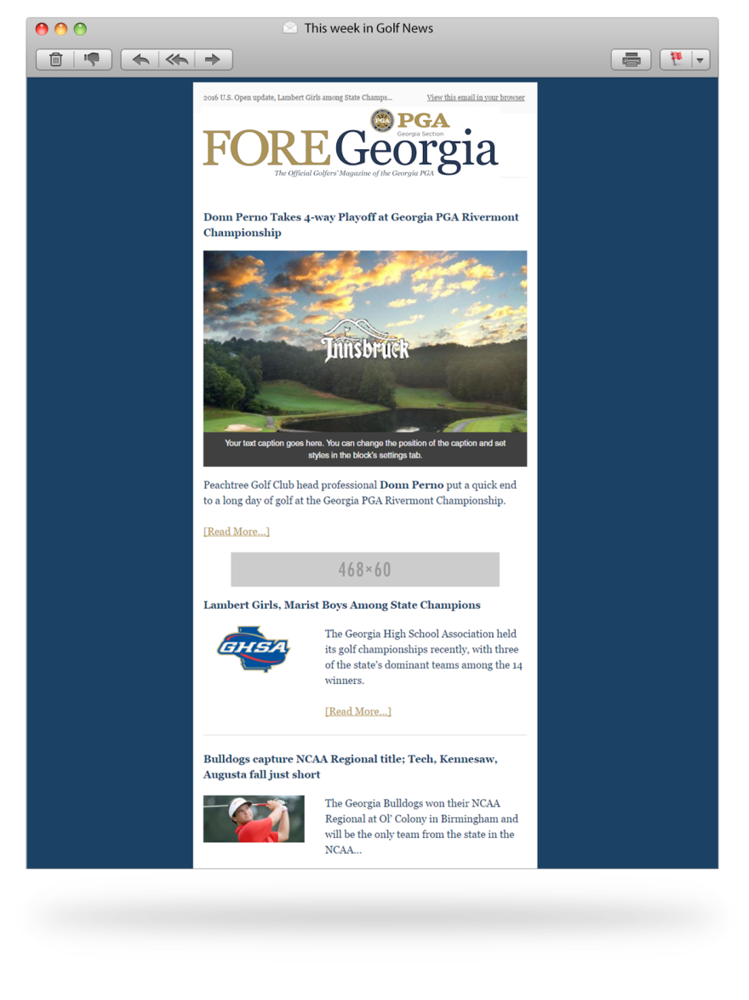 This week in Golf News
2016 U.S. Open update, Lambert Girls among State Champs...
View this email in your browser
PGA
PGA
Georgia Section
FORE Georgia
The Official Golfers' Magazine of the Georgia PGA
Donn Perno Takes 4-way Playoff at Georgia PGA Rivermont
Championship
Innsbruck
Your text caption goes here. You can change the position of the caption and set
styles in the block's settings tab.
Peachtree Golf Club head professional Donn Perno put a quick end
to a long day of golf at the Georgia PGA Rivermont Championship.
[Read More...]
468×60
Lambert Girls, Marist Boys Among State Champions
GHSA
The Georgia High School Association held
its golf championships recently, with three
of the state's dominant teams among the 14
winners.
[Read More...]
Bulldogs capture NCAA Regional title; Tech, Kennesaw,
Augusta fall just short
The Georgia Bulldogs won their NCAA
Regional at Ol' Colony in Birmingham and
will be the only team from the state in the
NCAA...